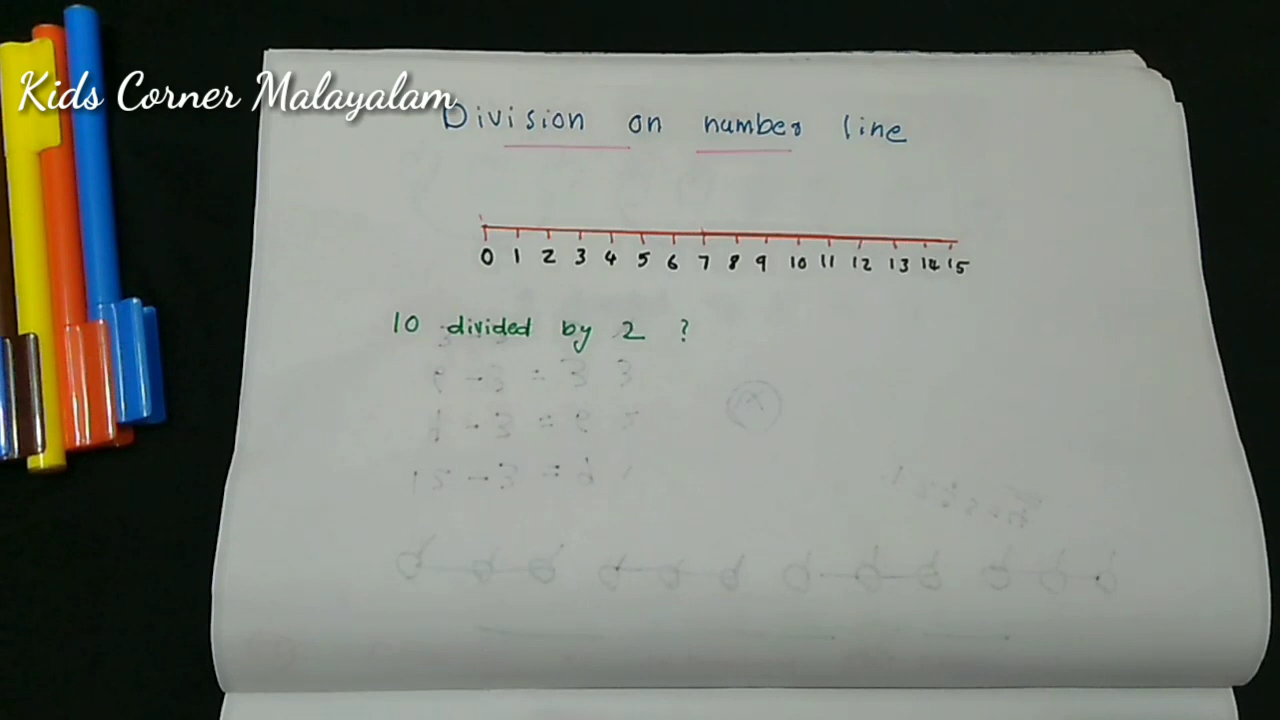 Kids Corner Malayalam
Division on number line
0 1 2 3 4 5 6 7 8 9 10 11 12 13 14 15
10 divided by 2 ?